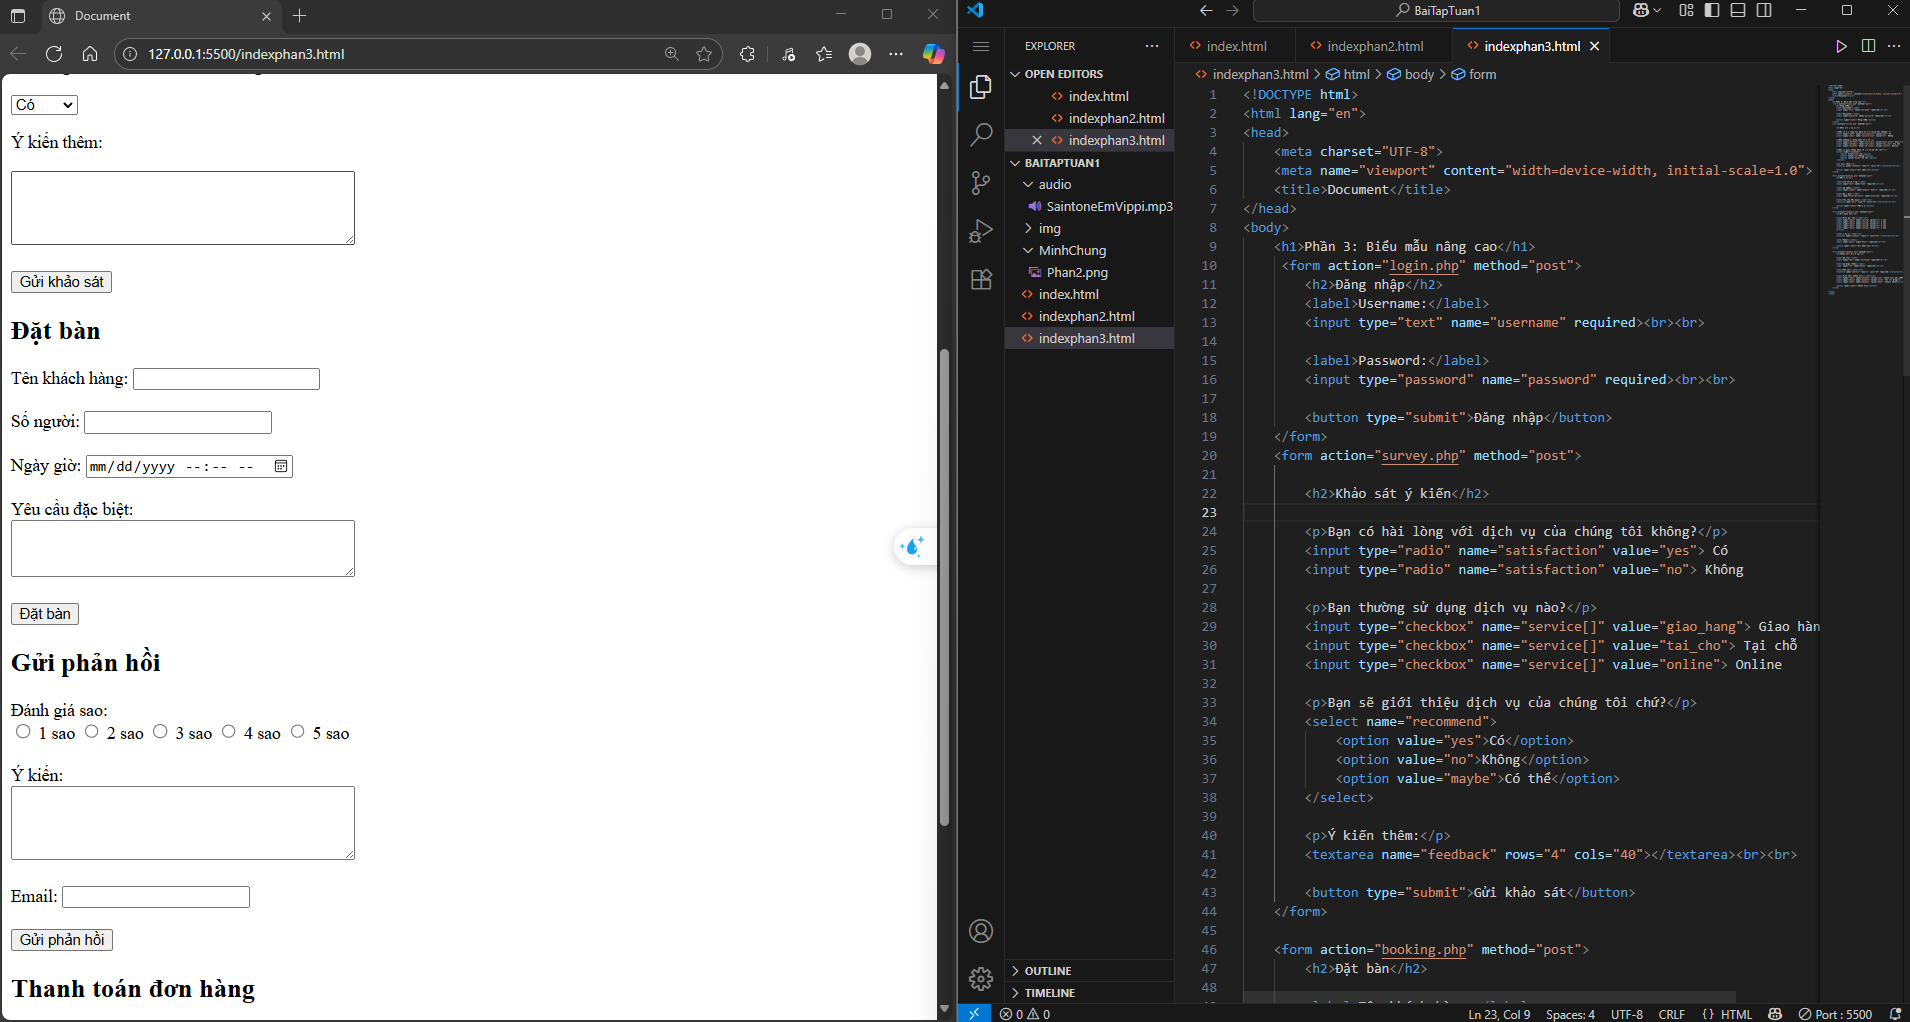 Document
127.0.0.1:5500/indexphan3.html
Có
Ý kiến thêm:
Gửi khảo sát
Đặt bàn
Tên khách hàng:
Số người:
Ngày giờ: mm/dd/yyyy --:-- --
Yêu cầu đặc biệt:
Đặt bàn
Gửi phản hồi
Đánh giá sao:
1 sao 2 sao 3 sao 4 sao 5 sao
Ý kiến:
Email:
Gửi phản hồi
Thanh toán đơn hàng
BaiTapTuan1
EXPLORER
OPEN EDITORS
index.html
indexphan2.html
indexphan3.html
BAITAPTUAN1
audio
SaintoneEmVippi.mp3
img
MinhChung
Phan2.png
index.html
indexphan2.html
indexphan3.html
OUTLINE
TIMELINE
index.html indexphan2.html indexphan3.html
indexphan3.html > html > body > form
1 <!DOCTYPE html>
2 <html lang="en">
3 <head>
4 <meta charset="UTF-8">
5 <meta name="viewport" content="width=device-width, initial-scale=1.0">
6 <title>Document</title>
7 </head>
8 <body>
9 <h1>Phần 3: Biểu mẫu nâng cao</h1>
10 <form action="login.php" method="post">
11 <h2>Đăng nhập</h2>
12 <label>Username:</label>
13 <input type="text" name="username" required><br><br>
14
15 <label>Password:</label>
16 <input type="password" name="password" required><br><br>
17
18 <button type="submit">Đăng nhập</button>
19 </form>
20 <form action="survey.php" method="post">
21
22 <h2>Khảo sát ý kiến</h2>
23
24 <p>Bạn có hài lòng với dịch vụ của chúng tôi không?</p>
25 <input type="radio" name="satisfaction" value="yes"> Có
26 <input type="radio" name="satisfaction" value="no"> Không
27
28 <p>Bạn thường sử dụng dịch vụ nào?</p>
29 <input type="checkbox" name="service[]" value="giao_hang"> Giao hàn
30 <input type="checkbox" name="service[]" value="tai_cho"> Tại chỗ
31 <input type="checkbox" name="service[]" value="online"> Online
32
33 <p>Bạn sẽ giới thiệu dịch vụ của chúng tôi chứ?</p>
34 <select name="recommend">
35 <option value="yes">Có</option>
36 <option value="no">Không</option>
37 <option value="maybe">Có thể</option>
38 </select>
39
40 <p>Ý kiến thêm:</p>
41 <textarea name="feedback" rows="4" cols="40"></textarea><br><br>
42
43 <button type="submit">Gửi khảo sát</button>
44 </form>
45
46 <form action="booking.php" method="post">
47 <h2>Đặt bàn</h2>
48
0 0
Ln 23, Col 9 Spaces: 4 UTF-8 CRLF { } HTML Port : 5500